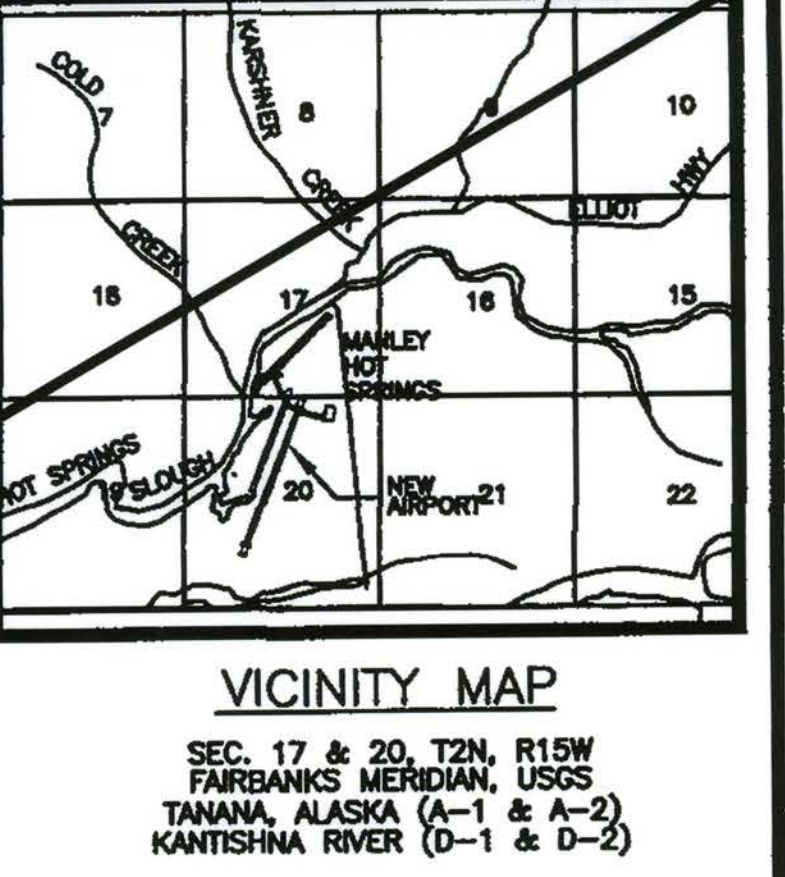 COLD
7
KARSHNER
8
10
CREEK
HWY
ELLIOT
CREEK
18
17
16
15
MANLEY
HOT
SPRINGS
HOT SPRINGS
19
SLOUGH
20
NEW
AIRPORT
21
22
VICINITY MAP
SEC. 17 & 20, T2N, R15W
FAIRBANKS MERIDIAN, USGS
TANANA, ALASKA (A-1 & A-2)
KANTISHNA RIVER (D-1 & D-2)